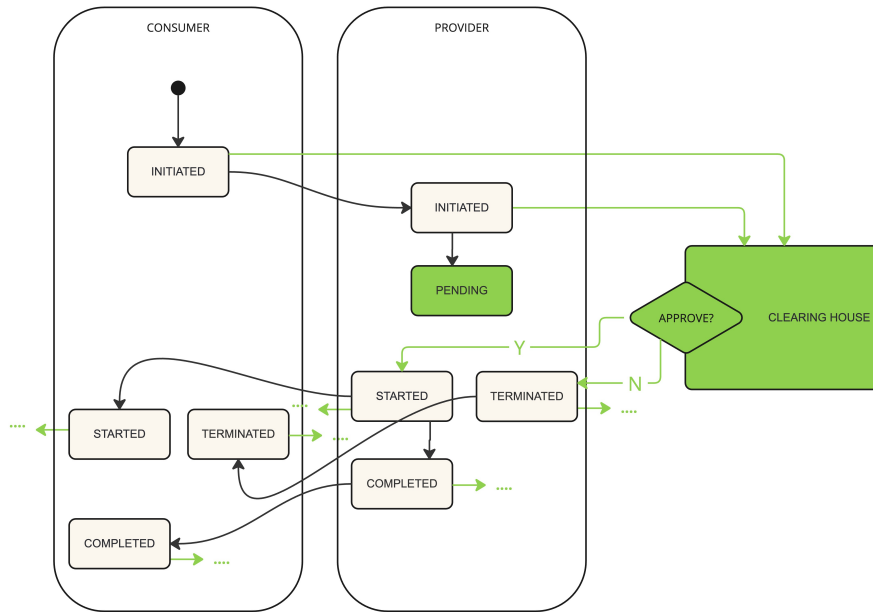 CONSUMER
PROVIDER
INITIATED
INITIATED
PENDING
APPROVE?
CLEARING HOUSE
Y
N
STARTED
TERMINATED
....
....
....
STARTED
TERMINATED
....
COMPLETED
....
COMPLETED
....